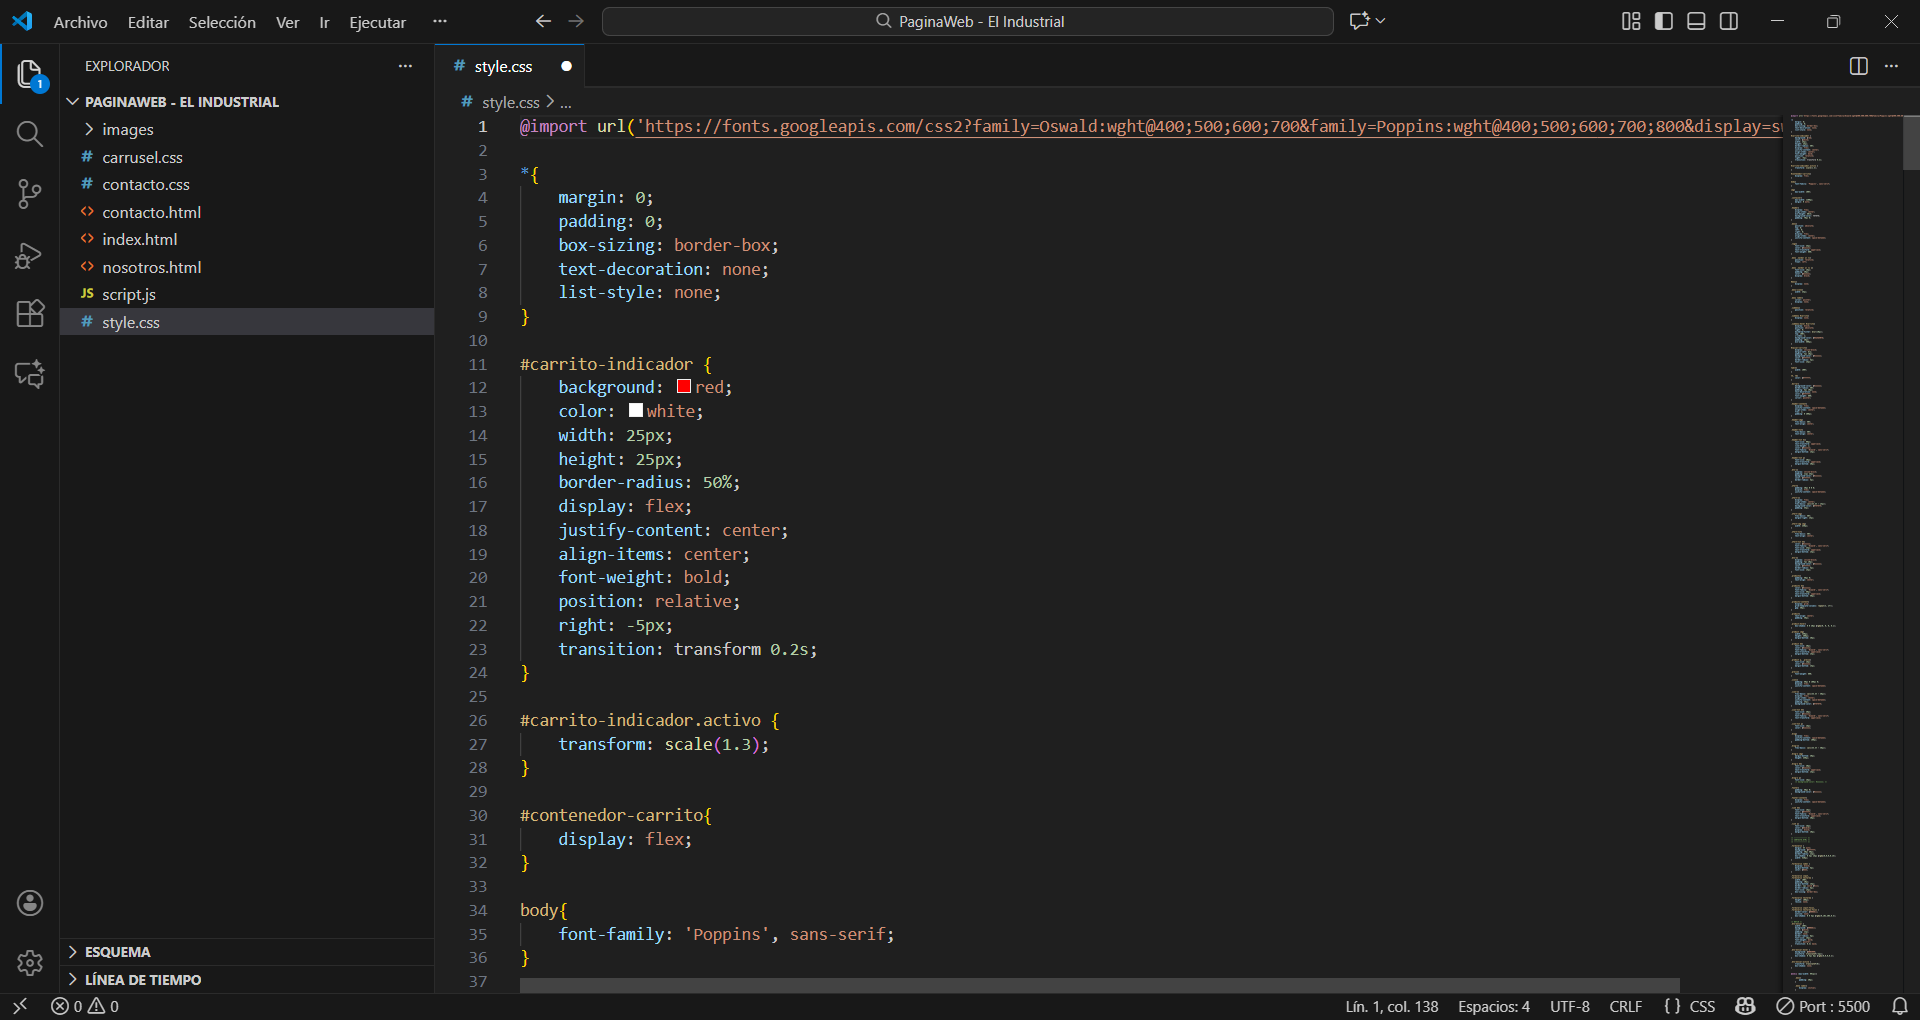 Archivo Editar Selección Ver Ir Ejecutar ··· PaginaWeb - El Industrial
EXPLORADOR ···
PAGINAWEB - EL INDUSTRIAL
images
# carrusel.css
# contacto.css
<> contacto.html
<> index.html
<> nosotros.html
JS script.js
# style.css
ESQUEMA
LÍNEA DE TIEMPO
1
# style.css
# style.css > ...
1 @import url('https://fonts.googleapis.com/css2?family=Oswald:wght@400;500;600;700&family=Poppins:wght@400;500;600;700;800&display=s
2
3 *{
4 margin: 0;
5 padding: 0;
6 box-sizing: border-box;
7 text-decoration: none;
8 list-style: none;
9 }
10
11 #carrito-indicador {
12 background: red;
13 color: white;
14 width: 25px;
15 height: 25px;
16 border-radius: 50%;
17 display: flex;
18 justify-content: center;
19 align-items: center;
20 font-weight: bold;
21 position: relative;
22 right: -5px;
23 transition: transform 0.2s;
24 }
25
26 #carrito-indicador.activo {
27 transform: scale(1.3);
28 }
29
30 #contenedor-carrito{
31 display: flex;
32 }
33
34 body{
35 font-family: 'Poppins', sans-serif;
36 }
37
0 0 Lín. 1, col. 138 Espacios: 4 UTF-8 CRLF {} CSS Port : 5500